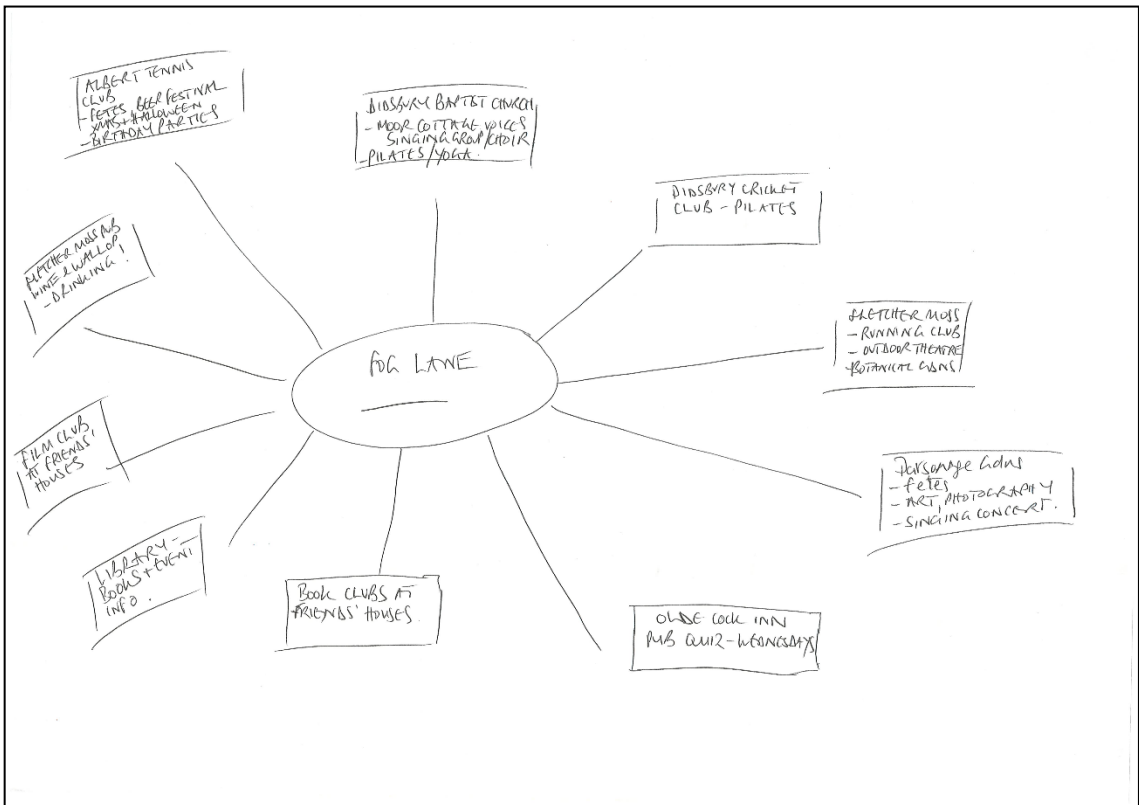 ALBERT TENNIS
CLUB
- FETES, BEER FESTIVAL
XMAS + HALLOWEEN
- BIRTHDAY PARTIES
DIDSBURY BAPTIST CHURCH
- MOOR COTTAGE VOICES
SINGING GROUP/CHOIR
- PILATES/YOGA.
DIDSBURY CRICKET
CLUB - PILATES
FLETCHER MOSS PUB
WINE & WALLOP
- DRINKING!
FLETCHER MOSS
- RUNNING CLUB
- OUTDOOR THEATRE
- BOTANICAL GDNS
FOG LANE
FILM CLUB
AT FRIENDS'
HOUSES
Parsonage Gdns
- fetes
- ART, PHOTOGRAPHY
- SINGING CONCERT.
LIBRARY -
BOOKS + EVENT
INFO.
BOOK CLUBS AT
FRIENDS' HOUSES.
OLDE COCK INN
PUB QUIZ - WEDNESDAYS